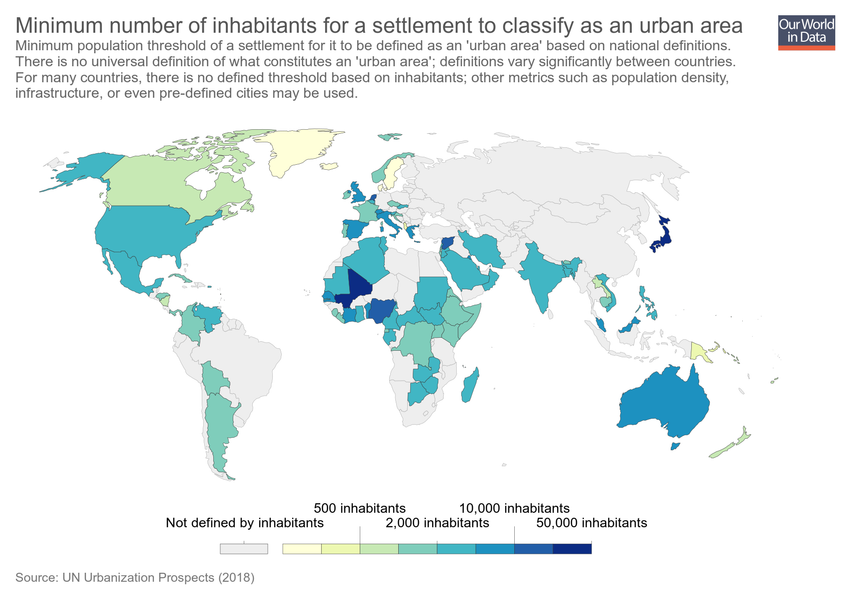 Minimum number of inhabitants for a settlement to classify as an urban area
Our World
in Data
Minimum population threshold of a settlement for it to be defined as an 'urban area' based on national definitions.
There is no universal definition of what constitutes an 'urban area'; definitions vary significantly between countries.
For many countries, there is no defined threshold based on inhabitants; other metrics such as population density,
infrastructure, or even pre-defined cities may be used.
500 inhabitants 10,000 inhabitants
Not defined by inhabitants 2,000 inhabitants 50,000 inhabitants
Source: UN Urbanization Prospects (2018)